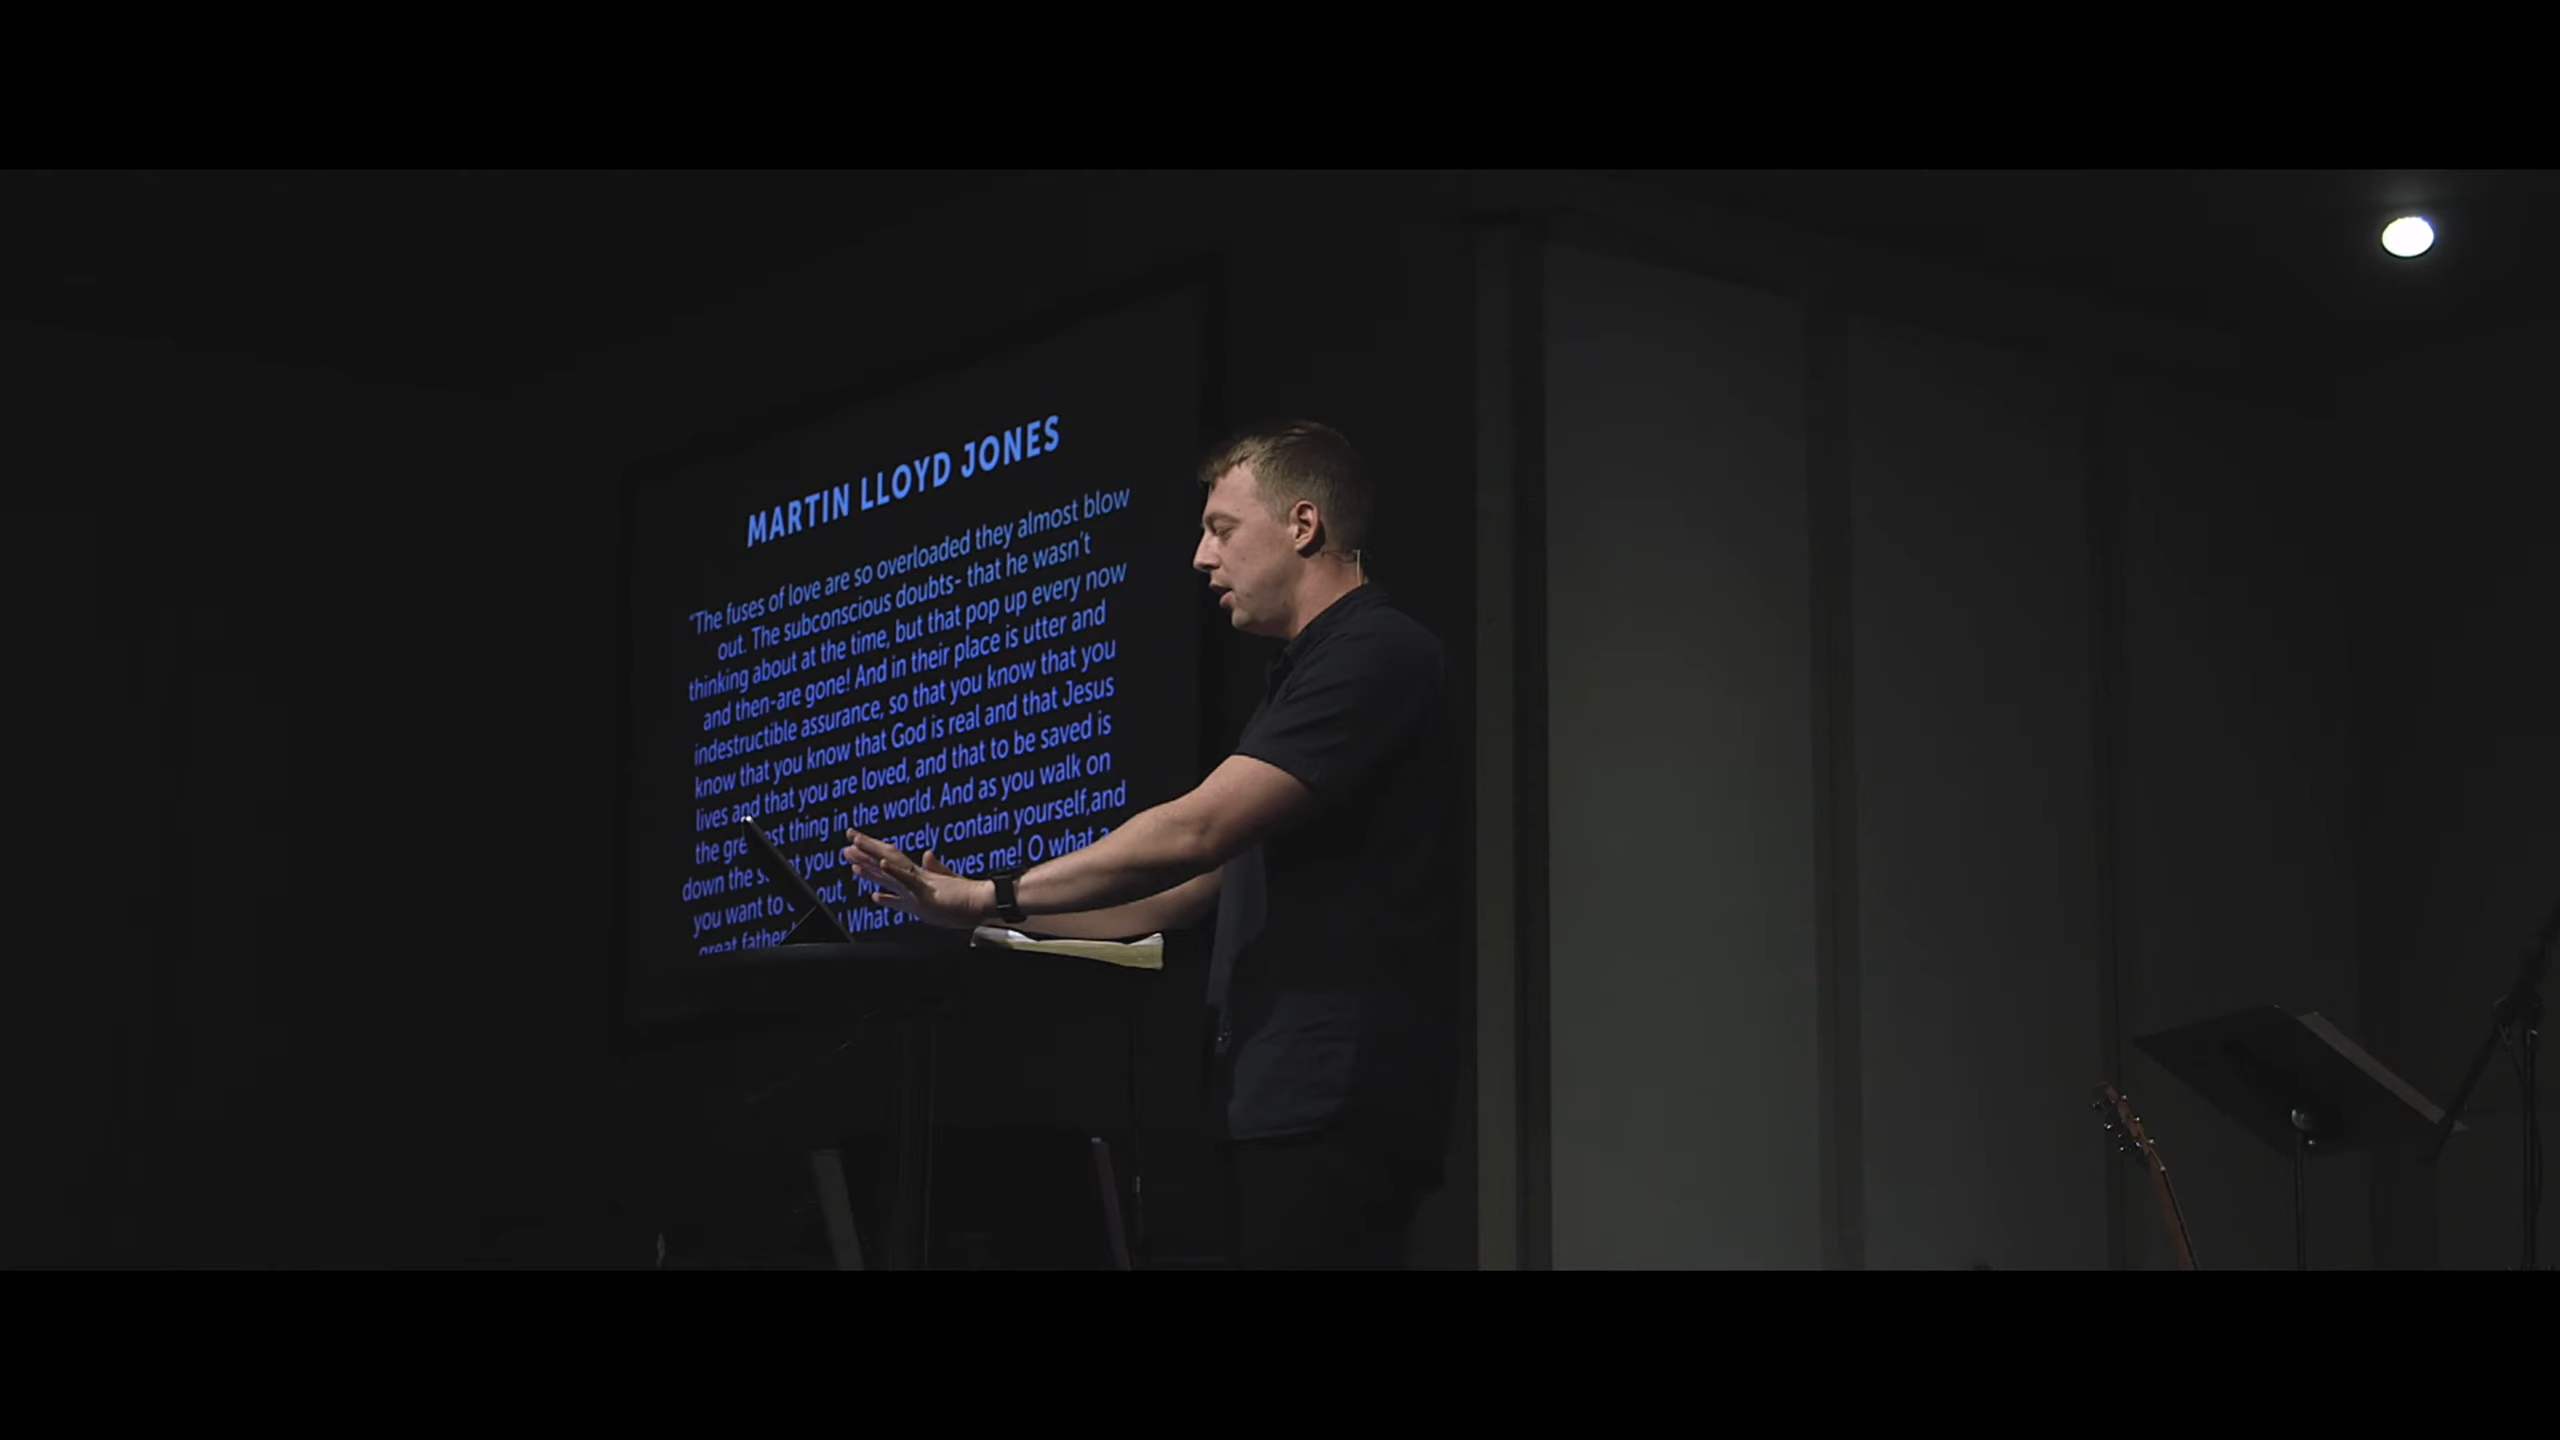 MARTIN LLOYD JONES
"The fuses of love are so overloaded they almost blow
out. The subconscious doubts- that he wasn't
thinking about at the time, but that pop up every now
and then-are gone! And in their place is utter and
indestructible assurance, so that you know that you
know that you know that God is real and that Jesus
lives and that you are loved, and that to be saved is
the thing in the world. And as you walk on
down the you contain yourself,and
you want to out, "My loves me! O what
great father What a